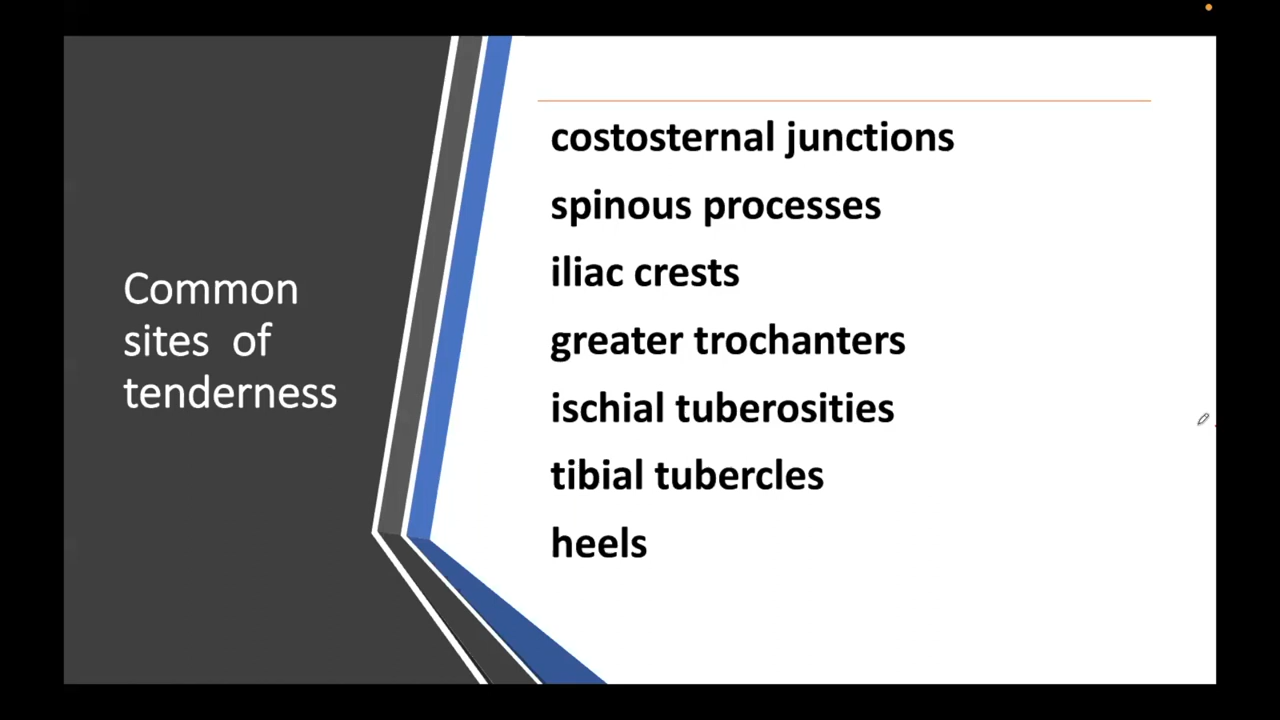 Common
sites of
tenderness
costosternal junctions
spinous processes
iliac crests
greater trochanters
ischial tuberosities
tibial tubercles
heels